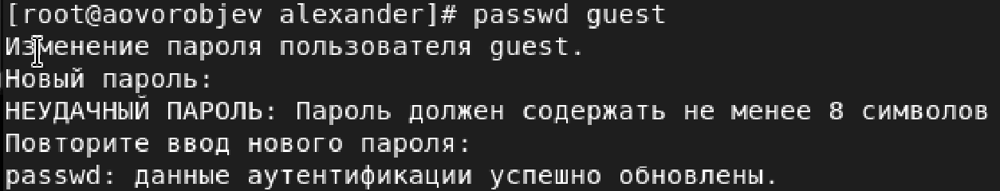 [root@aovorobjev alexander]# passwd guest
Изменение пароля пользователя guest.
Новый пароль:
НЕУДАЧНЫЙ ПАРОЛЬ: Пароль должен содержать не менее 8 символов
Повторите ввод нового пароля:
passwd: данные аутентификации успешно обновлены.